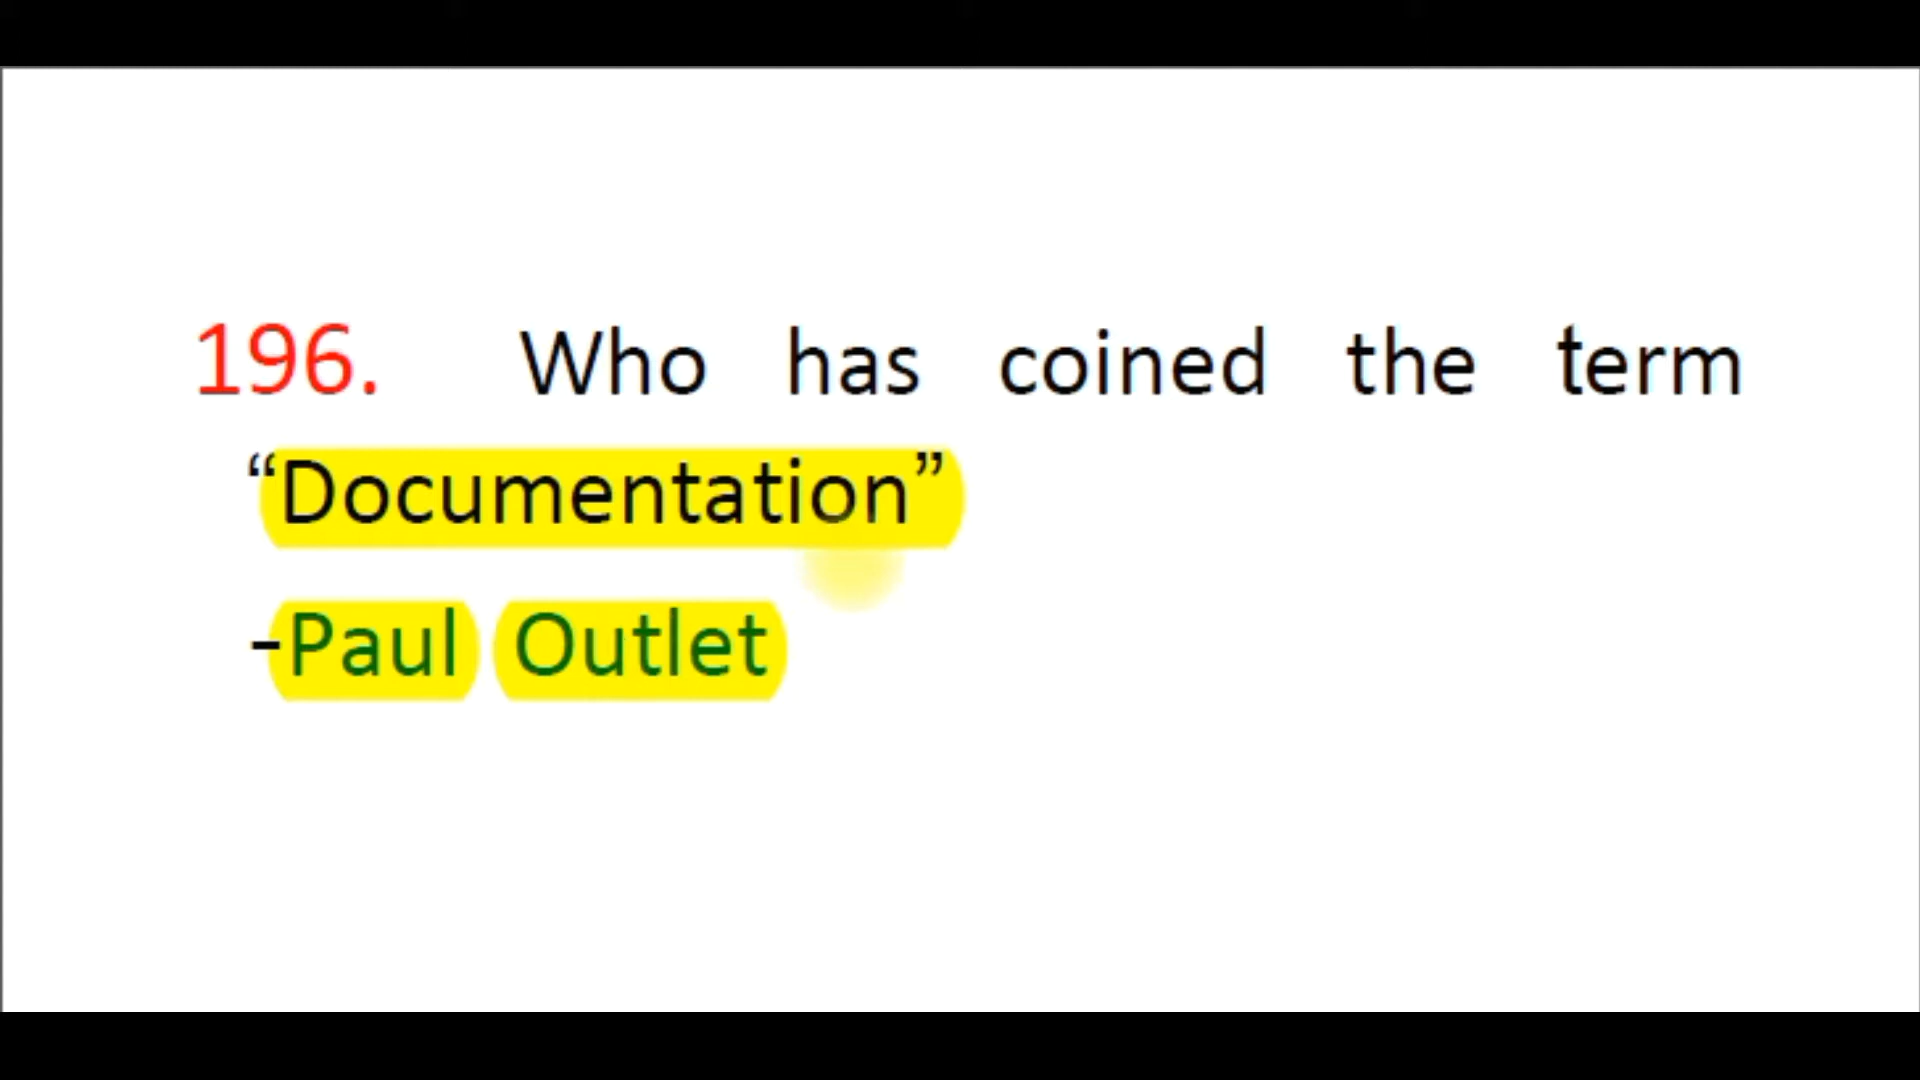 196. Who has coined the term
“Documentation”
-Paul Outlet